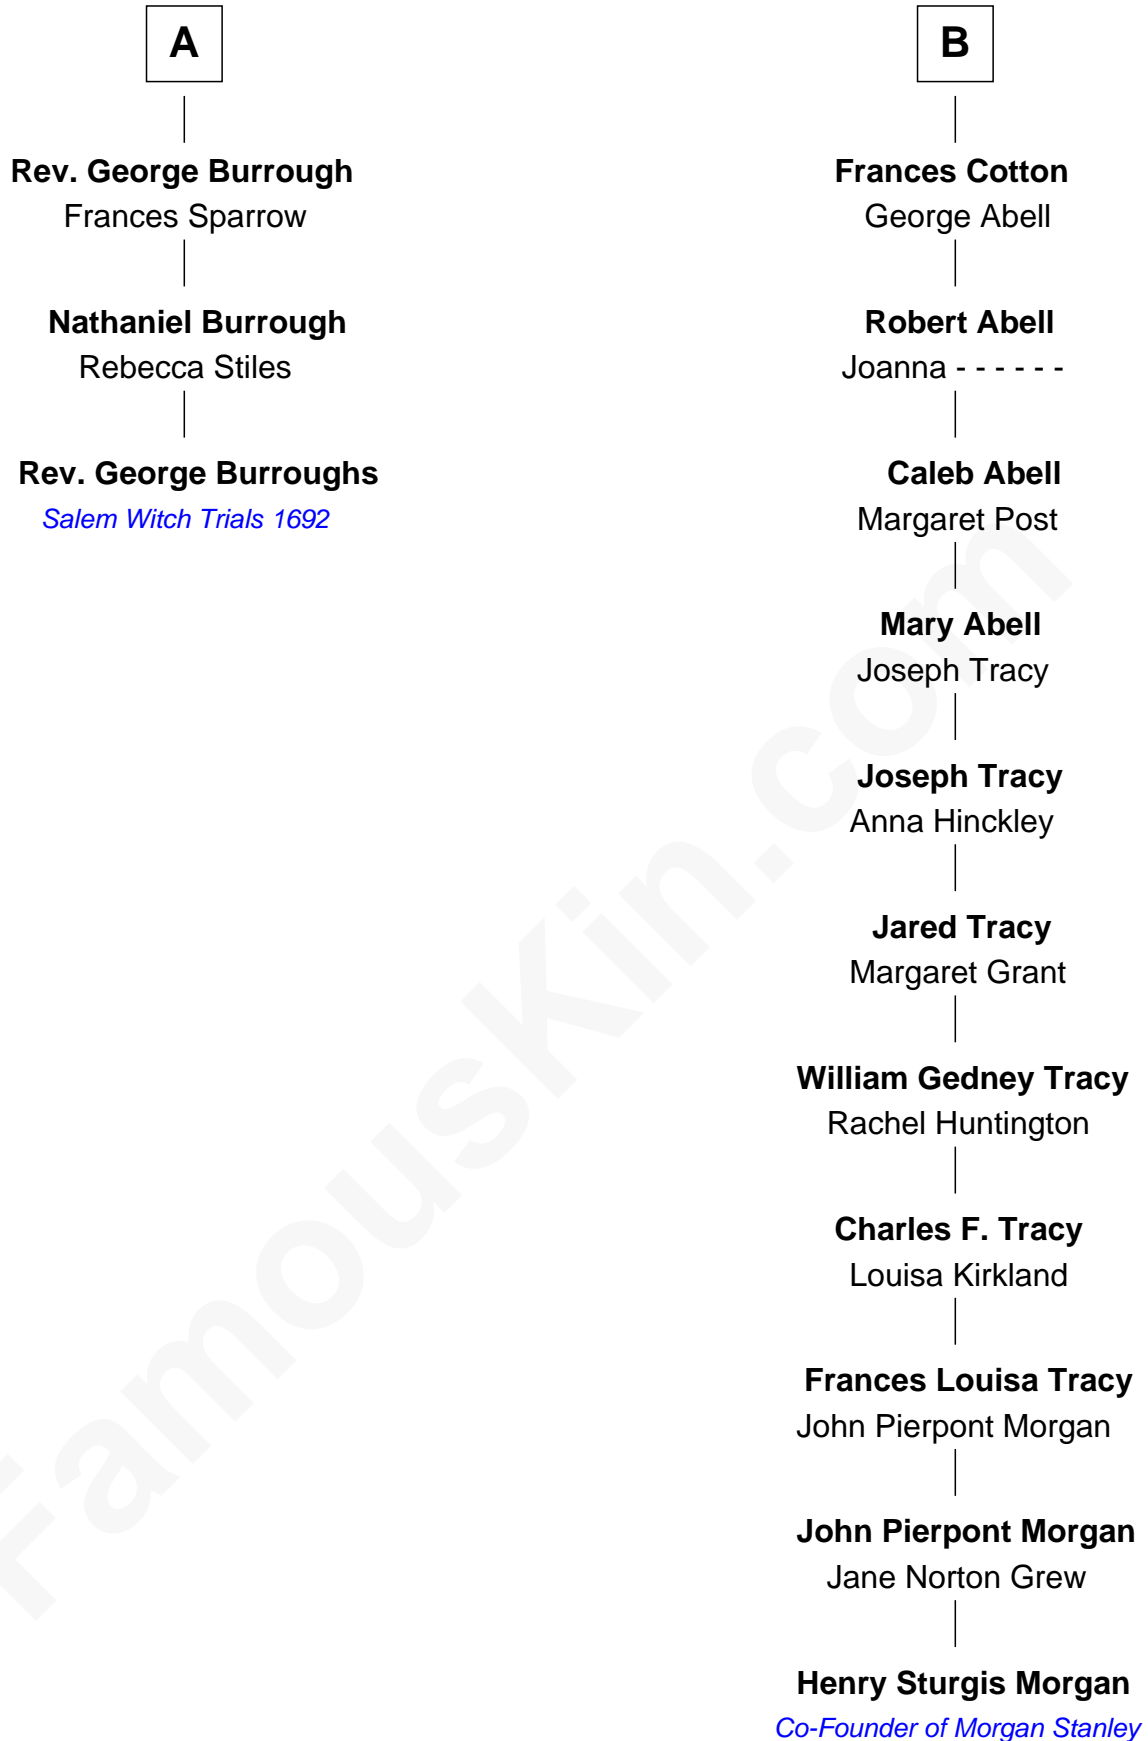 A
Rev. George Burrough
Frances Sparrow
Nathaniel Burrough
Rebecca Stiles
Rev. George Burroughs
Salem Witch Trials 1692
B
Frances Cotton
George Abell
Robert Abell
Joanna - - - - - -
Caleb Abell
Margaret Post
Mary Abell
Joseph Tracy
Joseph Tracy
Anna Hinckley
Jared Tracy
Margaret Grant
William Gedney Tracy
Rachel Huntington
Charles F. Tracy
Louisa Kirkland
Frances Louisa Tracy
John Pierpont Morgan
John Pierpont Morgan
Jane Norton Grew
Henry Sturgis Morgan
Co-Founder of Morgan Stanley
FamousKin.com